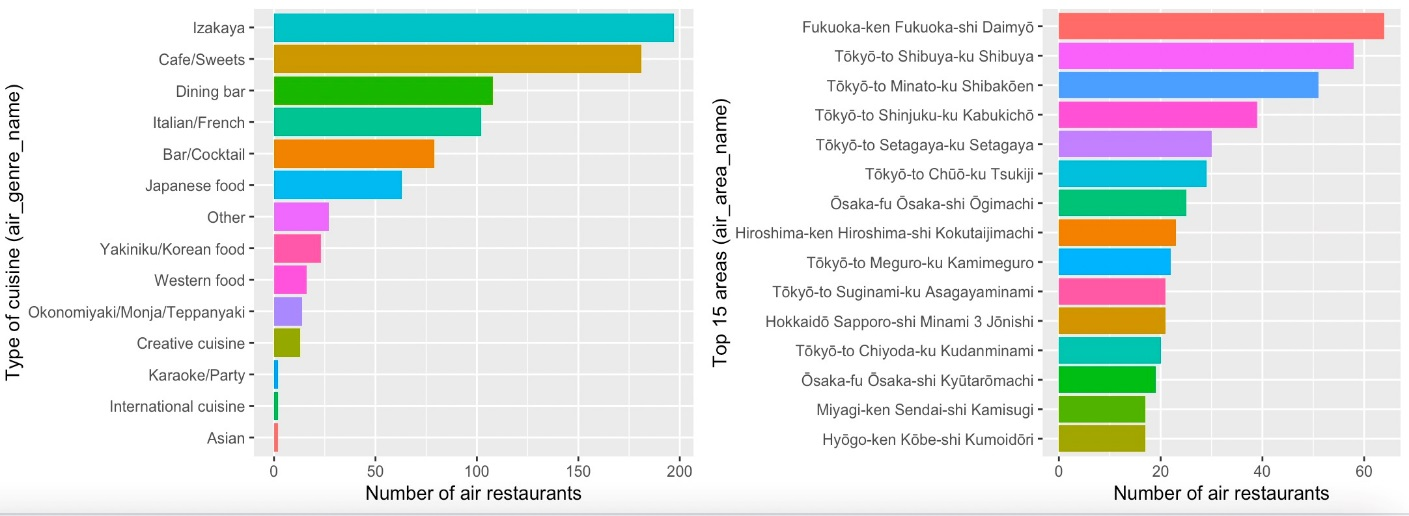 Type of cuisine (air_genre_name)
Izakaya
Cafe/Sweets
Dining bar
Italian/French
Bar/Cocktail
Japanese food
Other
Yakiniku/Korean food
Western food
Okonomiyaki/Monja/Teppanyaki
Creative cuisine
Karaoke/Party
International cuisine
Asian
0 50 100 150 200
Number of air restaurants
Top 15 areas (air_area_name)
Fukuoka-ken Fukuoka-shi Daimyō
Tōkyō-to Shibuya-ku Shibuya
Tōkyō-to Minato-ku Shibakōen
Tōkyō-to Shinjuku-ku Kabukichō
Tōkyō-to Setagaya-ku Setagaya
Tōkyō-to Chūō-ku Tsukiji
Ōsaka-fu Ōsaka-shi Ōgimachi
Hiroshima-ken Hiroshima-shi Kokutaijimachi
Tōkyō-to Meguro-ku Kamimeguro
Tōkyō-to Suginami-ku Asagayaminami
Hokkaidō Sapporo-shi Minami 3 Jōnishi
Tōkyō-to Chiyoda-ku Kudanminami
Ōsaka-fu Ōsaka-shi Kyūtarōmachi
Miyagi-ken Sendai-shi Kamisugi
Hyōgo-ken Kōbe-shi Kumoidōri
0 20 40 60
Number of air restaurants